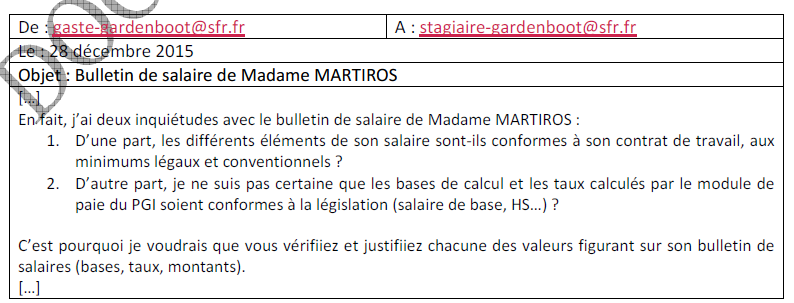 De : gaste-gardenboot@sfr.fr A : stagiaire-gardenboot@sfr.fr
Le : 28 décembre 2015
Objet : Bulletin de salaire de Madame MARTIROS
[…]
En fait, j’ai deux inquiétudes avec le bulletin de salaire de Madame MARTIROS :
1. D’une part, les différents éléments de son salaire sont-ils conformes à son contrat de travail, aux
minimums légaux et conventionnels ?
2. D’autre part, je ne suis pas certaine que les bases de calcul et les taux calculés par le module de
paie du PGI soient conformes à la législation (salaire de base, HS…) ?
C’est pourquoi je voudrais que vous vérifiiez et justifiiez chacune des valeurs figurant sur son bulletin de
salaires (bases, taux, montants).
[…]